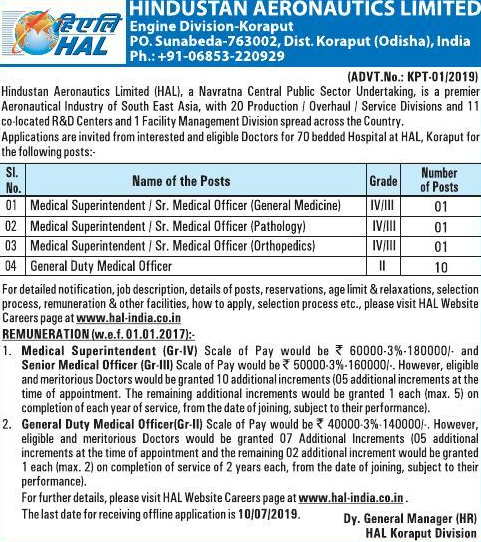 हिएलि
HAL
HINDUSTAN AERONAUTICS LIMITED
Engine Division-Koraput
PO. Sunabeda-763002, Dist. Koraput (Odisha), India
Ph.: +91-06853-220929
(ADVT.No.: KPT-01/2019)
Hindustan Aeronautics Limited (HAL), a Navratna Central Public Sector Undertaking, is a premier
Aeronautical Industry of South East Asia, with 20 Production / Overhaul / Service Divisions and 11
co-located R&D Centers and 1 Facility Management Division spread across the Country.
Applications are invited from interested and eligible Doctors for 70 bedded Hospital at HAL, Koraput for
the following posts:-
Sl. No. Name of the Posts Grade Number of Posts
01 Medical Superintendent / Sr. Medical Officer (General Medicine) IV/III 01
02 Medical Superintendent / Sr. Medical Officer (Pathology) IV/III 01
03 Medical Superintendent / Sr. Medical Officer (Orthopedics) IV/III 01
04 General Duty Medical Officer II 10
For detailed notification, job description, details of posts, reservations, age limit & relaxations, selection
process, remuneration & other facilities, how to apply, selection process etc., please visit HAL Website
Careers page at www.hal-india.co.in
REMUNERATION (w.e.f. 01.01.2017):-
1. Medical Superintendent (Gr-IV) Scale of Pay would be ₹ 60000-3%-180000/- and
Senior Medical Officer (Gr-III) Scale of Pay would be ₹ 50000-3%-160000/-. However, eligible
and meritorious Doctors would be granted 10 additional increments (05 additional increments at the
time of appointment. The remaining additional increments would be granted 1 each (max. 5) on
completion of each year of service, from the date of joining, subject to their performance).
2. General Duty Medical Officer(Gr-II) Scale of Pay would be ₹ 40000-3%-140000/-. However,
eligible and meritorious Doctors would be granted 07 Additional Increments (05 additional
increments at the time of appointment and the remaining 02 additional increment would be granted
1 each (max. 2) on completion of service of 2 years each, from the date of joining, subject to their
performance).
For further details, please visit HAL Website Careers page at www.hal-india.co.in .
The last date for receiving offline application is 10/07/2019.
Dy. General Manager (HR)
HAL Koraput Division